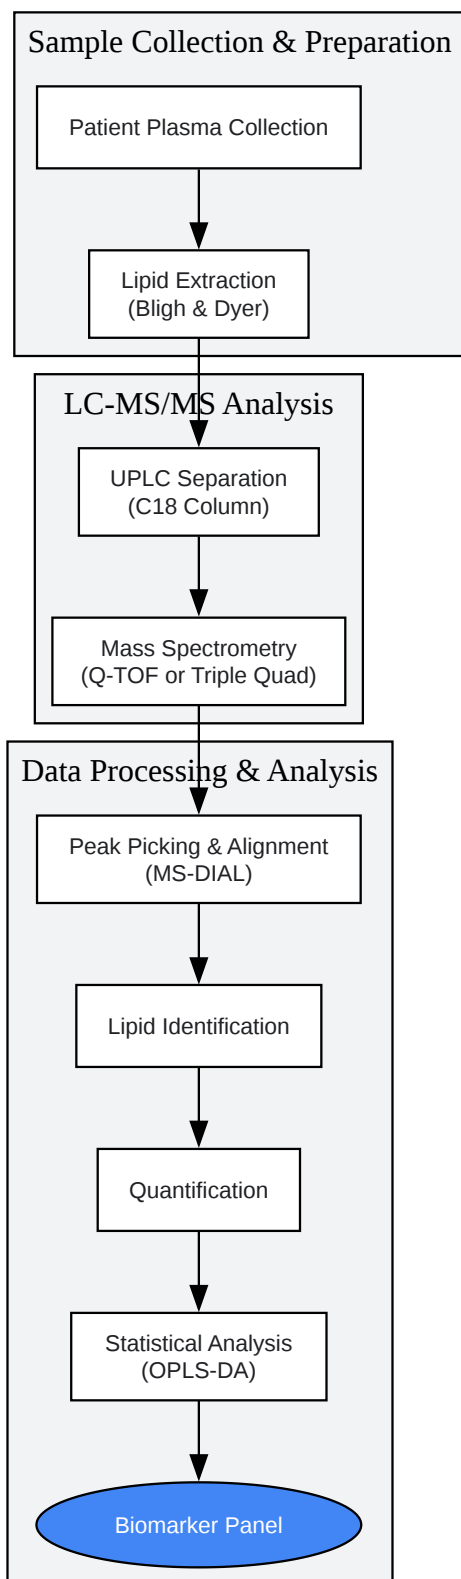 Sample Collection & Preparation
Patient Plasma Collection
Lipid Extraction
(Bligh & Dyer)
LC-MS/MS Analysis
UPLC Separation
(C18 Column)
Mass Spectrometry
(Q-TOF or Triple Quad)
Data Processing & Analysis
Peak Picking & Alignment
(MS-DIAL)
Lipid Identification
Quantification
Statistical Analysis
(OPLS-DA)
Biomarker Panel